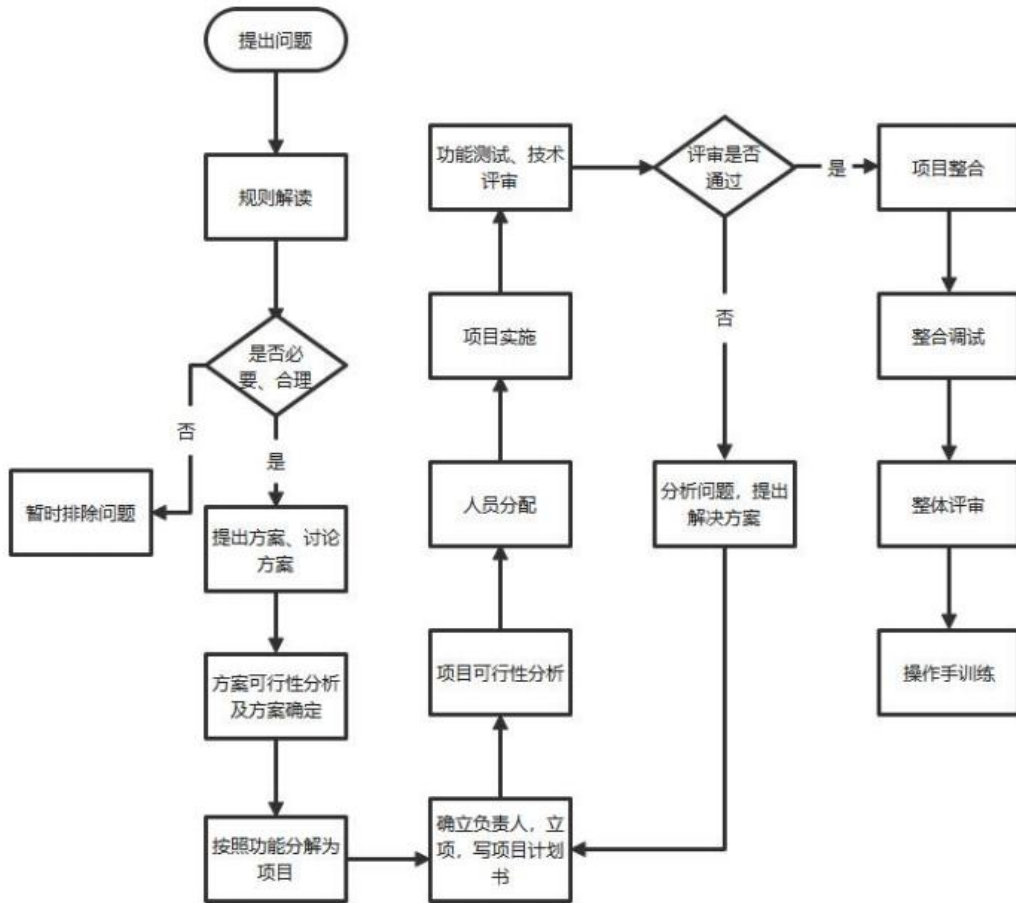 提出问题
规则解读
是否必
要、合理
否
是
暂时排除问题
提出方案、讨论
方案
方案可行性分析
及方案确定
按照功能分解为
项目
确立负责人，立
项，写项目计划
书
项目可行性分析
人员分配
项目实施
功能测试、技术
评审
评审是否
通过
是
否
分析问题，提出
解决方案
项目整合
整合调试
整体评审
操作手训练